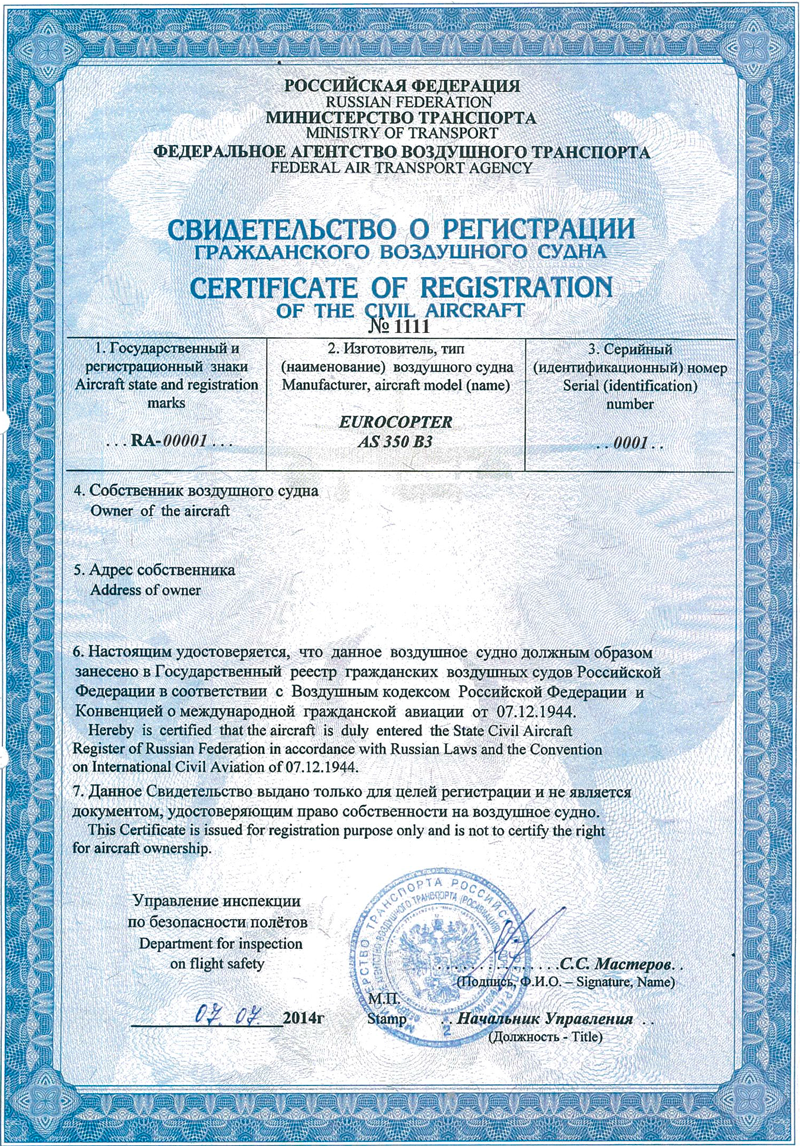 РОССИЙСКАЯ ФЕДЕРАЦИЯ
RUSSIAN FEDERATION
МИНИСТЕРСТВО ТРАНСПОРТА
MINISTRY OF TRANSPORT
ФЕДЕРАЛЬНОЕ АГЕНТСТВО ВОЗДУШНОГО ТРАНСПОРТА
FEDERAL AIR TRANSPORT AGENCY
СВИДЕТЕЛЬСТВО О РЕГИСТРАЦИИ
ГРАЖДАНСКОГО ВОЗДУШНОГО СУДНА
CERTIFICATE OF REGISTRATION
OF THE CIVIL AIRCRAFT
№ 1111
1. Государственный и
регистрационный знаки
Aircraft state and registration
marks
. . . RA-00001 . . .
2. Изготовитель, тип
(наименование) воздушного судна
Manufacturer, aircraft model (name)
EUROCOPTER
AS 350 B3
3. Серийный
(идентификационный) номер
Serial (identification)
number
. . 0001 . .
4. Собственник воздушного судна
Owner of the aircraft
5. Адрес собственника
Address of owner
6. Настоящим удостоверяется, что данное воздушное судно должным образом
занесено в Государственный реестр гражданских воздушных судов Российской
Федерации в соответствии с Воздушным кодексом Российской Федерации и
Конвенцией о международной гражданской авиации от 07.12.1944.
Hereby is certified that the aircraft is duly entered the State Civil Aircraft
Register of Russian Federation in accordance with Russian Laws and the Convention
on International Civil Aviation of 07.12.1944.
7. Данное Свидетельство выдано только для целей регистрации и не является
документом, удостоверяющим право собственности на воздушное судно.
This Certificate is issued for registration purpose only and is not to certify the right
for aircraft ownership.
Управление инспекции
по безопасности полётов
Department for inspection
on flight safety
07. 07. 2014г
. . . . . . . . . . . . . . . С.С. Мастеров. .
(Подпись, Ф.И.О. – Signature, Name)
М.П.
Stamp
. . Начальник Управления . .
(Должность - Title)
МИНИСТЕРСТВО ТРАНСПОРТА РОССИЙСКОЙ
ВОЗДУШНОГО ТРАНСПОРТА
2